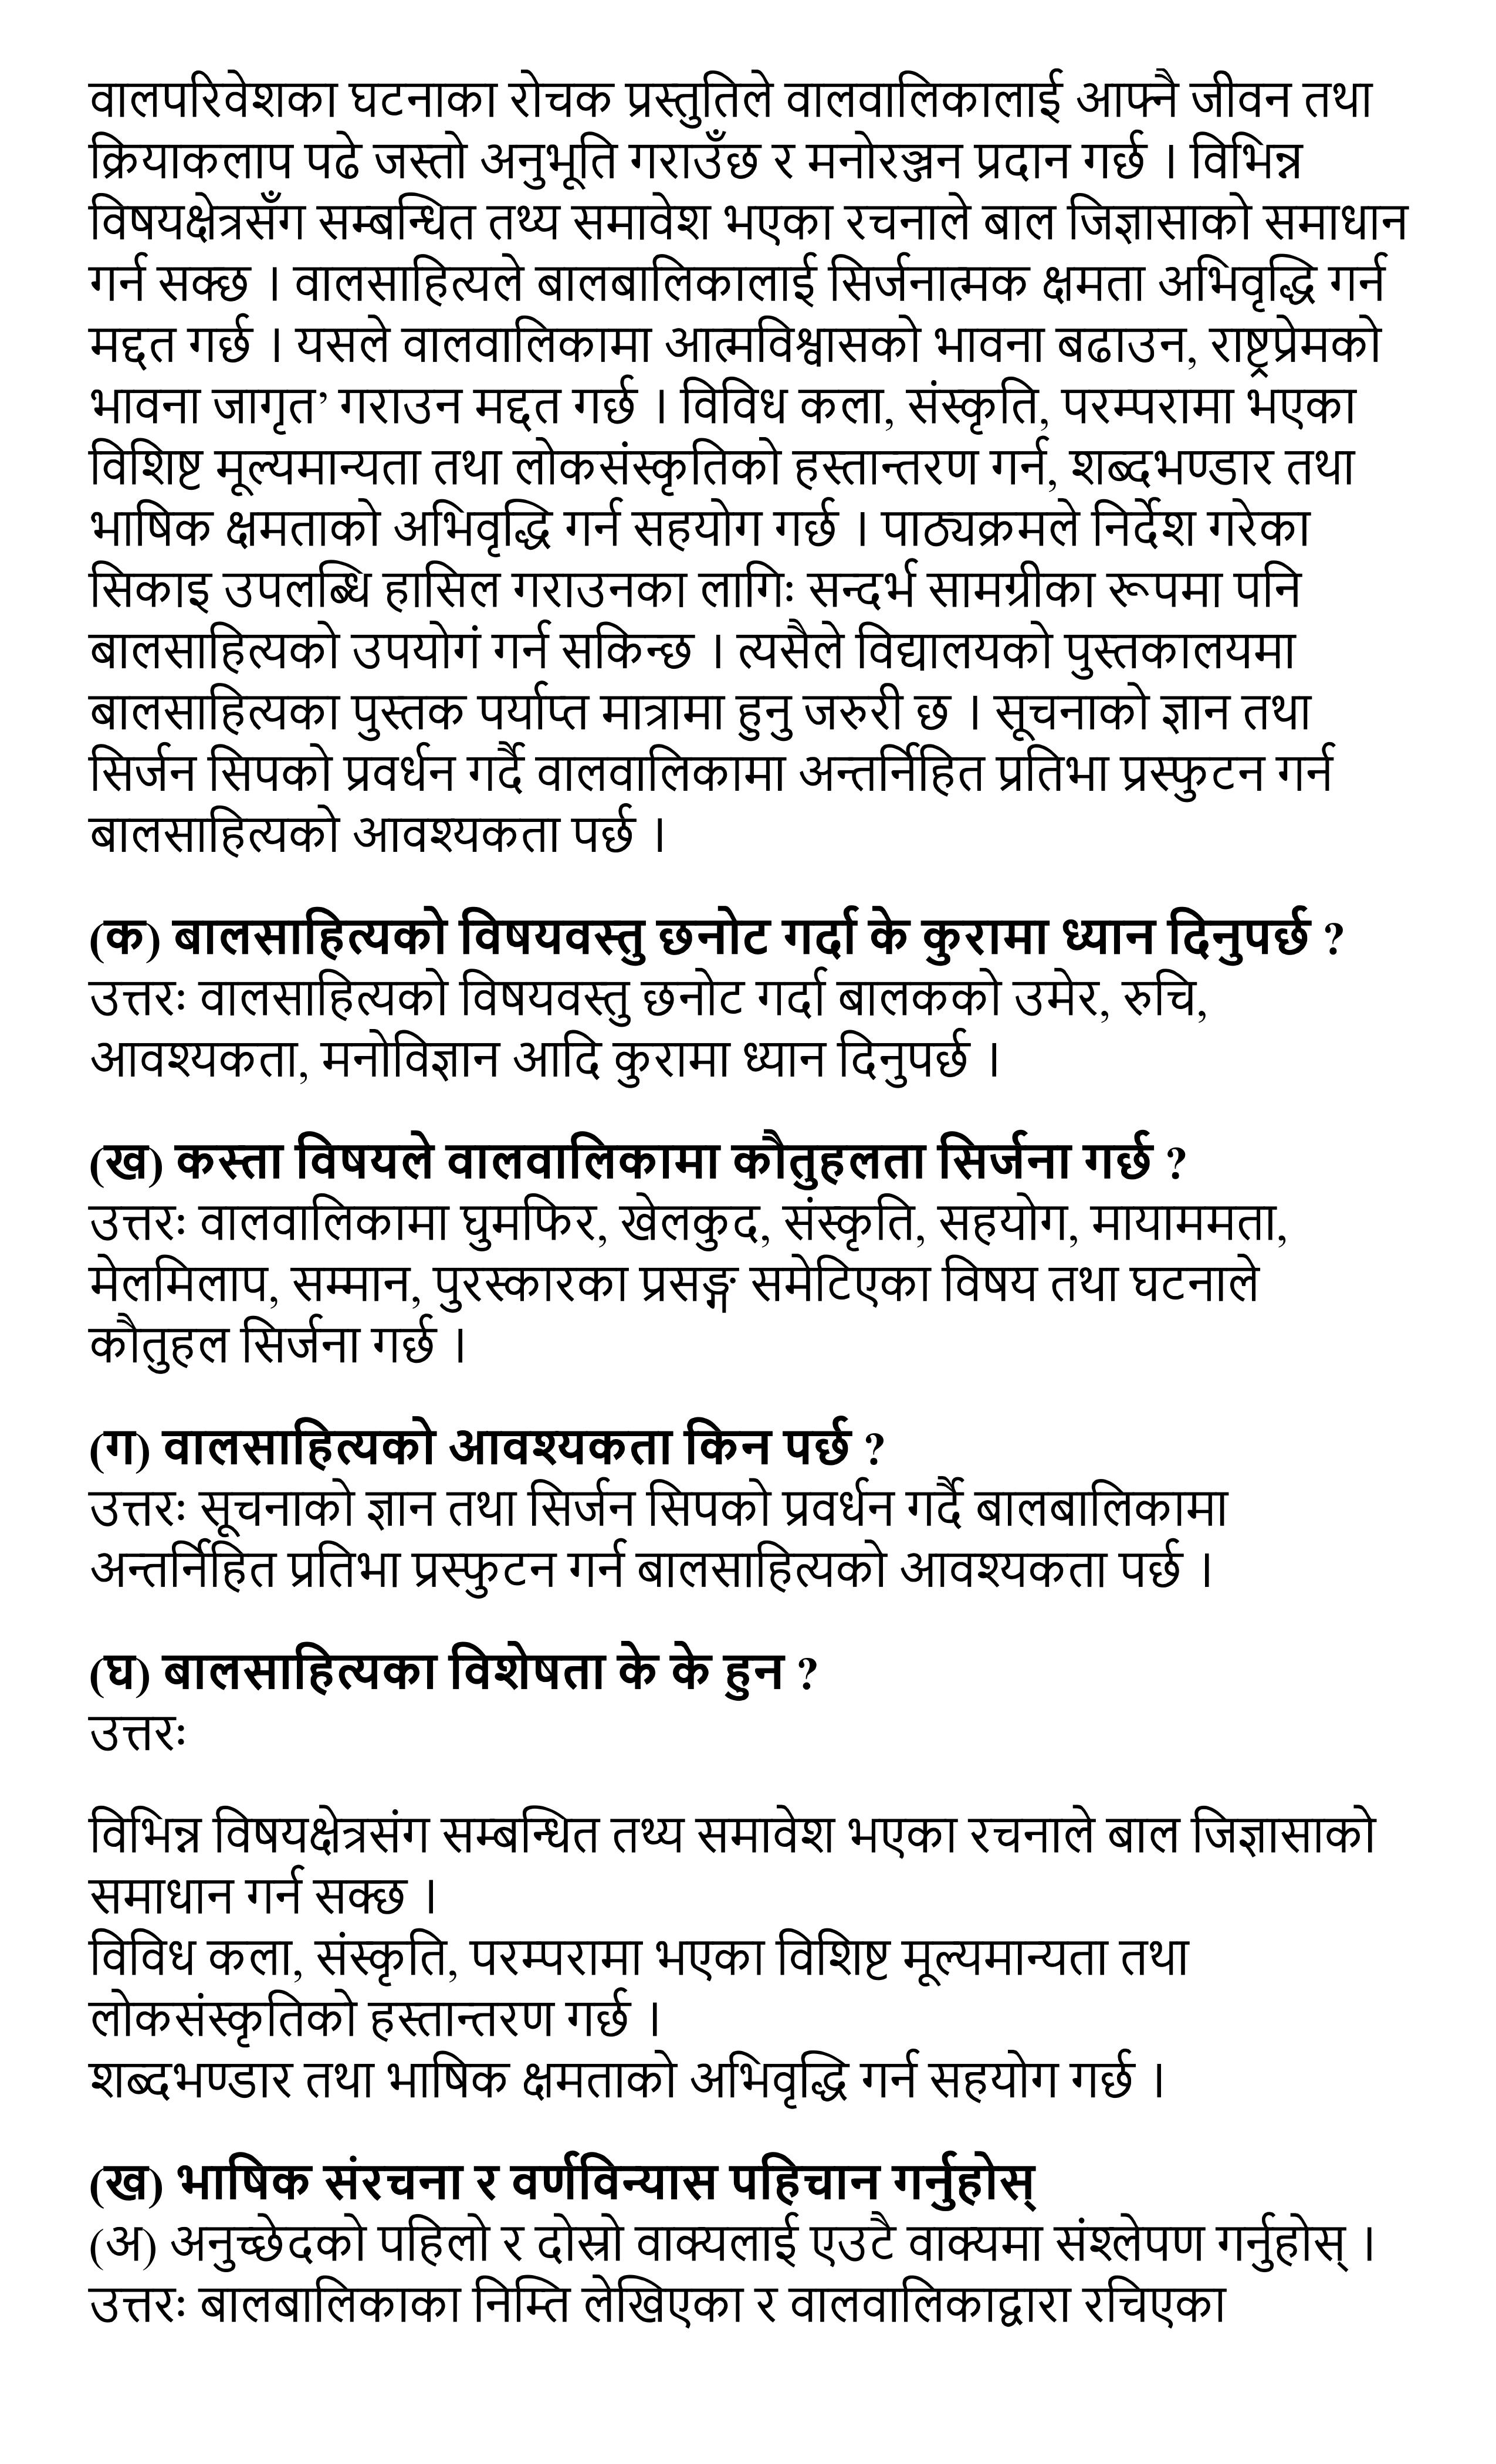 वालपरिवेशका घटनाका रोचक प्रस्तुतिले वालवालिकालाई आफ्नै जीवन तथा
क्रियाकलाप पढे जस्तो अनुभूति गराउँछ र मनोरञ्जन प्रदान गर्छ । विभिन्न
विषयक्षेत्रसँग सम्बन्धित तथ्य समावेश भएका रचनाले बाल जिज्ञासाको समाधान
गर्न सक्छ । वालसाहित्यले बालबालिकालाई सिर्जनात्मक क्षमता अभिवृद्धि गर्न
मद्दत गर्छ । यसले वालवालिकामा आत्मविश्वासको भावना बढाउन, राष्ट्रप्रेमको
भावना जागृत’ गराउन मद्दत गर्छ । विविध कला, संस्कृति, परम्परामा भएका
विशिष्ट मूल्यमान्यता तथा लोकसंस्कृतिको हस्तान्तरण गर्न, शब्दभण्डार तथा
भाषिक क्षमताको अभिवृद्धि गर्न सहयोग गर्छ । पाठ्यक्रमले निर्देश गरेका
सिकाइ उपलब्धि हासिल गराउनका लागिः सन्दर्भ सामग्रीका रूपमा पनि
बालसाहित्यको उपयोगं गर्न सकिन्छ । त्यसैले विद्यालयको पुस्तकालयमा
बालसाहित्यका पुस्तक पर्याप्त मात्रामा हुनु जरुरी छ । सूचनाको ज्ञान तथा
सिर्जन सिपको प्रवर्धन गर्दै वालवालिकामा अन्तर्निहित प्रतिभा प्रस्फुटन गर्न
बालसाहित्यको आवश्यकता पर्छ ।
(क) बालसाहित्यको विषयवस्तु छनोट गर्दा के कुरामा ध्यान दिनुपर्छ ?
उत्तरः वालसाहित्यको विषयवस्तु छनोट गर्दा बालकको उमेर, रुचि,
आवश्यकता, मनोविज्ञान आदि कुरामा ध्यान दिनुपर्छ ।
(ख) कस्ता विषयले वालवालिकामा कौतुहलता सिर्जना गर्छ ?
उत्तरः वालवालिकामा घुमफिर, खेलकुद, संस्कृति, सहयोग, मायाममता,
मेलमिलाप, सम्मान, पुरस्कारका प्रसङ्ग समेटिएका विषय तथा घटनाले
कौतुहल सिर्जना गर्छ ।
(ग) वालसाहित्यको आवश्यकता किन पर्छ ?
उत्तरः सूचनाको ज्ञान तथा सिर्जन सिपको प्रवर्धन गर्दै बालबालिकामा
अन्तर्निहित प्रतिभा प्रस्फुटन गर्न बालसाहित्यको आवश्यकता पर्छ ।
(घ) बालसाहित्यका विशेषता के के हुन ?
उत्तरः
विभिन्न विषयक्षेत्रसंग सम्बन्धित तथ्य समावेश भएका रचनाले बाल जिज्ञासाको
समाधान गर्न सक्छ ।
विविध कला, संस्कृति, परम्परामा भएका विशिष्ट मूल्यमान्यता तथा
लोकसंस्कृतिको हस्तान्तरण गर्छ ।
शब्दभण्डार तथा भाषिक क्षमताको अभिवृद्धि गर्न सहयोग गर्छ ।
(ख) भाषिक संरचना र वर्णविन्यास पहिचान गर्नुहोस्
(अ) अनुच्छेदको पहिलो र दोस्रो वाक्यलाई एउटै वाक्यमा संश्लेपण गर्नुहोस् ।
उत्तरः बालबालिकाका निम्ति लेखिएका र वालवालिकाद्वारा रचिएका